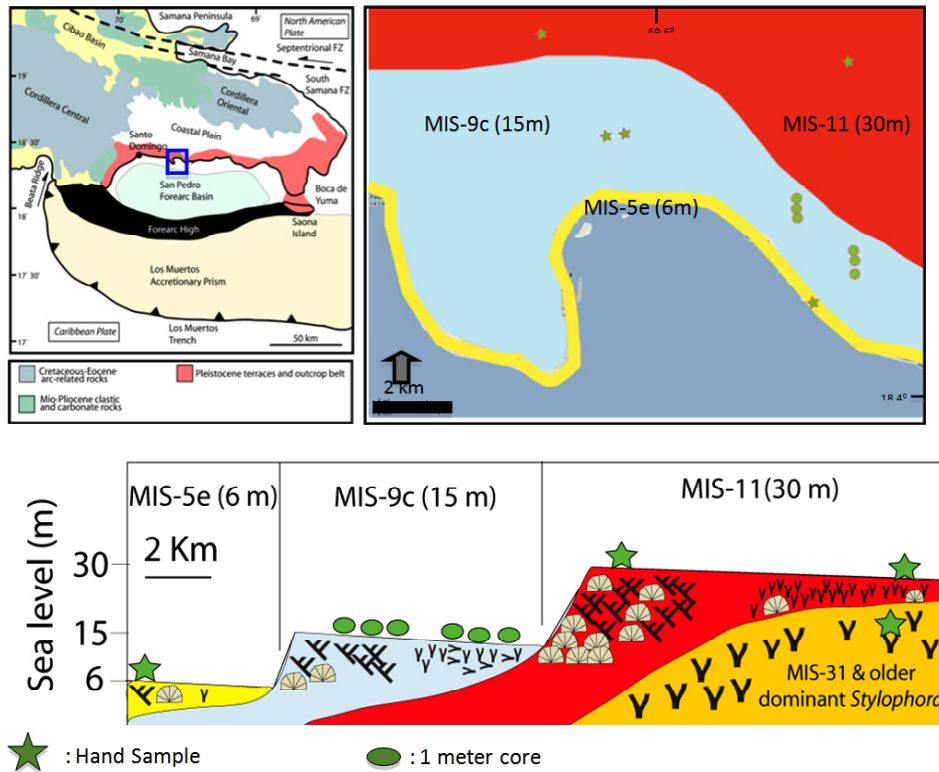 Samana Peninsula
69'
North American
Plate
Septentrional FZ
Cibao Basin
Samana Bay
South
Samana FZ
19'
Cordillera
Oriental
Cordillera Central
Coastal Plain
Santo
Domingo
18' 30'
San Pedro
Forearc Basin
Boca de
Yuma
Beata Ridge
18'
Saona
Island
Forearc High
17' 30'
Los Muertos
Accretionary Prism
Caribbean Plate
Los Muertos
Trench
50 km
17'
Cretaceous-Eocene
arc-related rocks
Pleistocene terraces and outcrop belt
Mio-Pliocene clastic
and carbonate rocks
69.6°
MIS-9c (15m)
MIS-11 (30m)
MIS-5e (6m)
2 km
18.4°
MIS-5e (6 m)
MIS-9c (15 m)
MIS-11(30 m)
2 Km
Sea level (m)
30
15
6
MIS-31 & older
dominant Stylophora
: Hand Sample
: 1 meter core